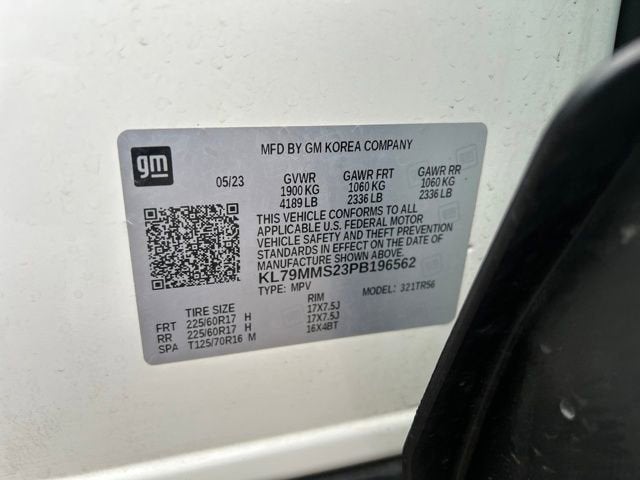 gm
MFD BY GM KOREA COMPANY
05/23 GVWR GAWR FRT GAWR RR
1900 KG 1060 KG 1060 KG
4189 LB 2336 LB 2336 LB
THIS VEHICLE CONFORMS TO ALL
APPLICABLE U.S. FEDERAL MOTOR
VEHICLE SAFETY AND THEFT PREVENTION
STANDARDS IN EFFECT ON THE DATE OF
MANUFACTURE SHOWN ABOVE.
KL79MMS23PB196562
TYPE: MPV MODEL: 321TR56
TIRE SIZE RIM
FRT 225/60R17 H 17X7.5J
RR 225/60R17 H 17X7.5J
SPA T125/70R16 M 16X4BT